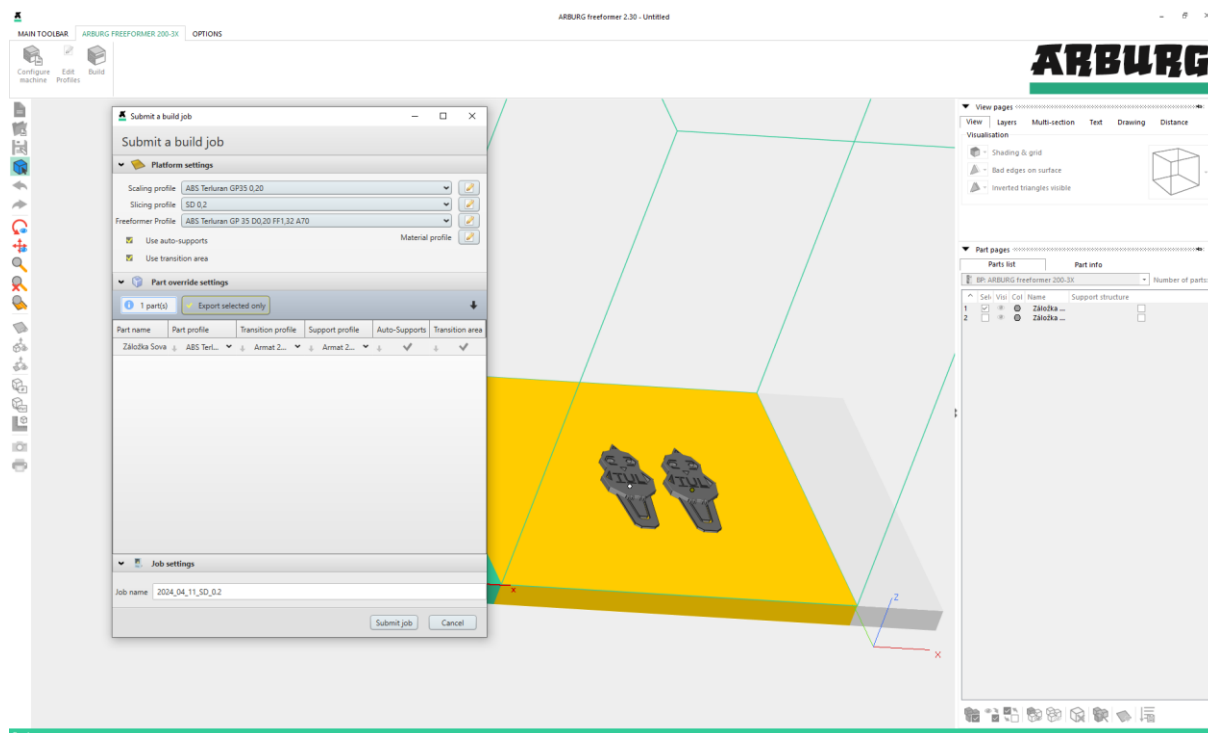 ARBURG freeformer 2.30 - Untitled
MAIN TOOLBAR ARBURG FREEFORMER 200-3X OPTIONS
Configure machine
Edit Profiles
Build
ARBURG
Submit a build job
Submit a build job
Platform settings
Scaling profile ABS Terluran GP35 0,20
Slicing profile SD 0,2
Freeformer Profile ABS Terluran GP 35 D0,20 FF1,32 A70
Use auto-supports Material profile
Use transition area
Part override settings
1 part(s) Export selected only
Part name Part profile Transition profile Support profile Auto-Supports Transition area
Záložka Sova ABS Terl... Armat 2... Armat 2...
Job settings
Job name 2024_04_11_SD_0.2
Submit job Cancel
TUL
TUL
x
z
x
View pages
View Layers Multi-section Text Drawing Distance
Visualisation
Shading & grid
Bad edges on surface
Inverted triangles visible
Part pages
Parts list Part info
BP: ARBURG freeformer 200-3X Number of parts:
Sel Visi Col Name Support structure
1 Záložka ...
2 Záložka ...